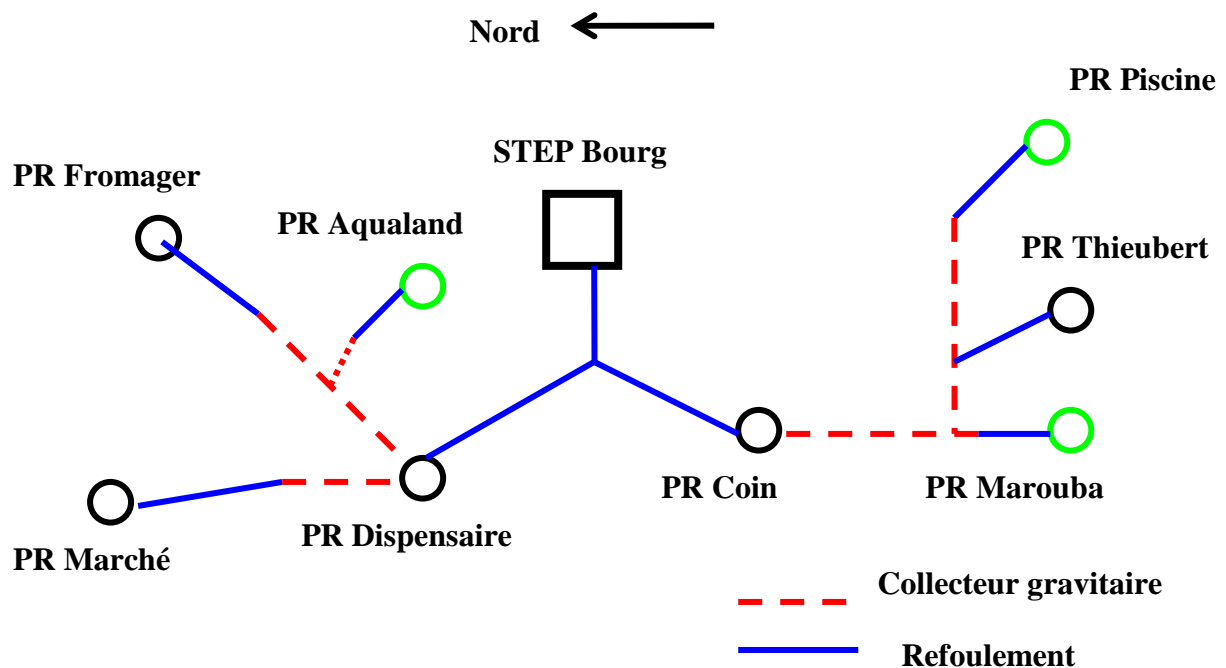 Nord
PR Piscine
STEP Bourg
PR Fromager
PR Aqualand
PR Thieubert
PR Coin
PR Marouba
PR Dispensaire
PR Marché
Collecteur gravitaire
Refoulement